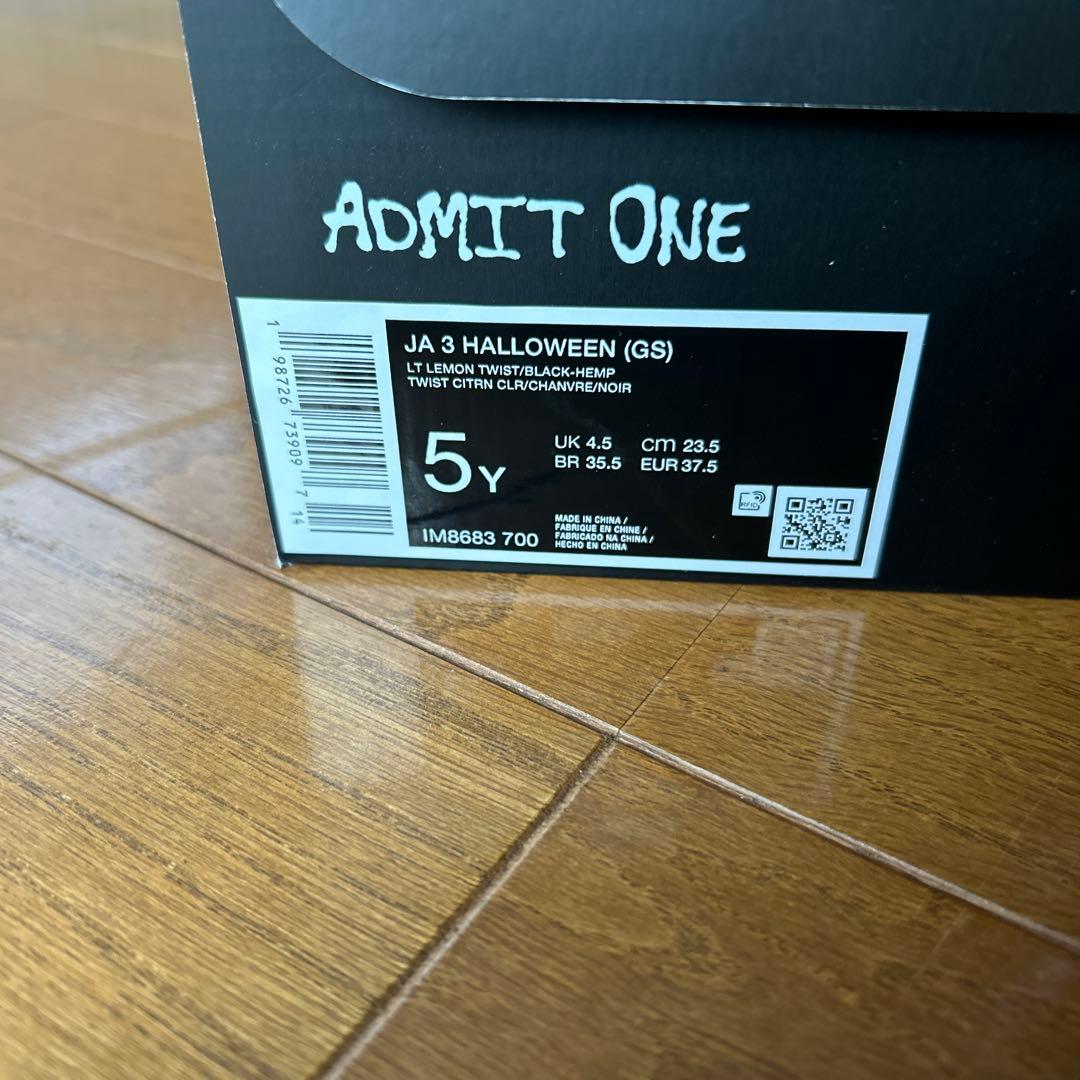 ADMIT ONE
JA 3 HALLOWEEN (GS)
LT LEMON TWIST/BLACK-HEMP
TWIST CITRN CLR/CHANVRE/NOIR
5Y
UK 4.5 cm 23.5
BR 35.5 EUR 37.5
RFID
IM8683 700
MADE IN CHINA /
FABRIQUE EN CHINE /
FABRICADO NA CHINA /
HECHO EN CHINA
1 98726 73909 7 14